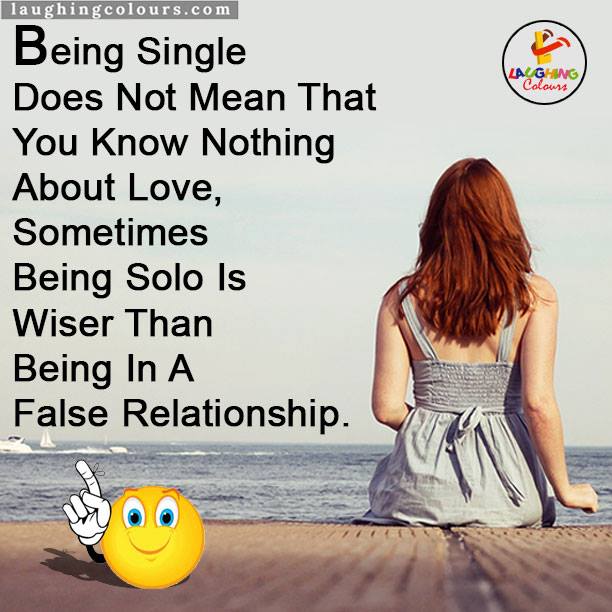 laughingcolours.com
Being Single
Does Not Mean That
You Know Nothing
About Love,
Sometimes
Being Solo Is
Wiser Than
Being In A
False Relationship.
LAUGHING
Colours